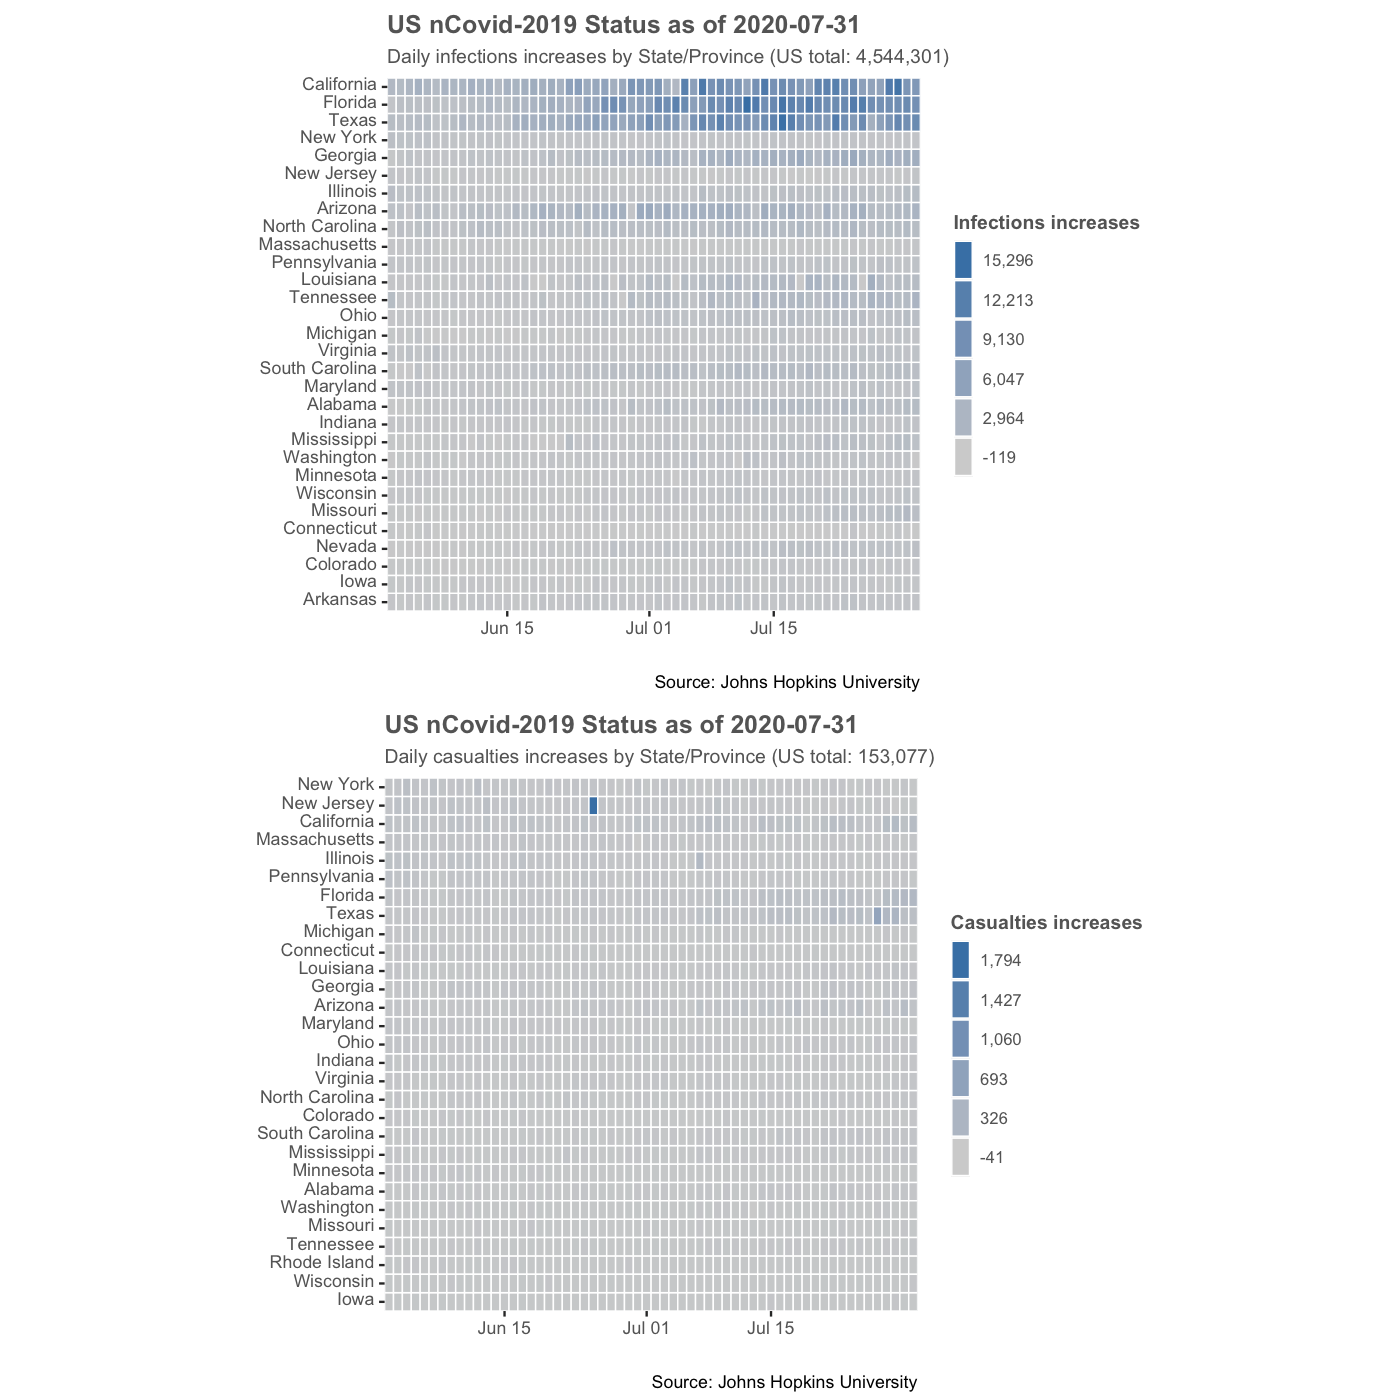 US nCovid-2019 Status as of 2020-07-31
Daily infections increases by State/Province (US total: 4,544,301)
California
Florida
Texas
New York
Georgia
New Jersey
Illinois
Arizona
North Carolina
Massachusetts
Pennsylvania
Louisiana
Tennessee
Ohio
Michigan
Virginia
South Carolina
Maryland
Alabama
Indiana
Mississippi
Washington
Minnesota
Wisconsin
Missouri
Connecticut
Nevada
Colorado
Iowa
Arkansas
Jun 15
Jul 01
Jul 15
Infections increases
15,296
12,213
9,130
6,047
2,964
-119
Source: Johns Hopkins University
US nCovid-2019 Status as of 2020-07-31
Daily casualties increases by State/Province (US total: 153,077)
New York
New Jersey
California
Massachusetts
Illinois
Pennsylvania
Florida
Texas
Michigan
Connecticut
Louisiana
Georgia
Arizona
Maryland
Ohio
Indiana
Virginia
North Carolina
Colorado
South Carolina
Mississippi
Minnesota
Alabama
Washington
Missouri
Tennessee
Rhode Island
Wisconsin
Iowa
Jun 15
Jul 01
Jul 15
Casualties increases
1,794
1,427
1,060
693
326
-41
Source: Johns Hopkins University